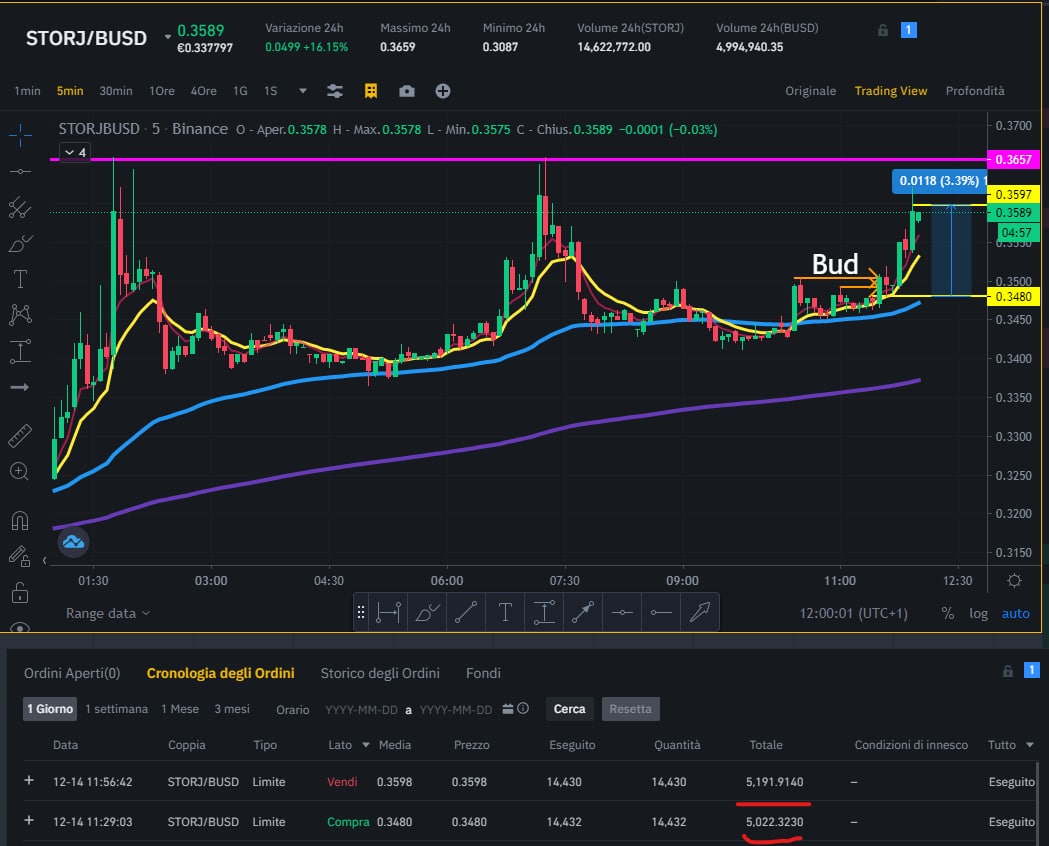 STORJ/BUSD
0.3589
€0.337797
Variazione 24h
0.0499 +16.15%
Massimo 24h
0.3659
Minimo 24h
0.3087
Volume 24h(STORJ)
14,622,772.00
Volume 24h(BUSD)
4,994,940.35
1
1min 5min 30min 1Ore 4Ore 1G 1S
Originale Trading View Profondità
STORJBUSD · 5 · Binance O - Aper.0.3578 H - Max.0.3578 L - Min.0.3575 C - Chius.0.3589 −0.0001 (−0.03%)
4
0.3700
0.3657
0.0118 (3.39%) 1
0.3597
0.3589
04:57
0.3550
Bud
0.3500
0.3480
0.3450
0.3400
0.3350
0.3300
0.3250
0.3200
0.3150
01:30 03:00 04:30 06:00 07:30 09:00 11:00 12:30
Range data
12:00:01 (UTC+1) % log auto
Ordini Aperti(0) Cronologia degli Ordini Storico degli Ordini Fondi
1
1 Giorno 1 settimana 1 Mese 3 mesi Orario YYYY-MM-DD a YYYY-MM-DD Cerca Resetta
Data Coppia Tipo Lato Media Prezzo Eseguito Quantità Totale Condizioni di innesco Tutto
+ 12-14 11:56:42 STORJ/BUSD Limite Vendi 0.3598 0.3598 14,430 14,430 5,191.9140 – Eseguito
+ 12-14 11:29:03 STORJ/BUSD Limite Compra 0.3480 0.3480 14,432 14,432 5,022.3230 – Eseguito